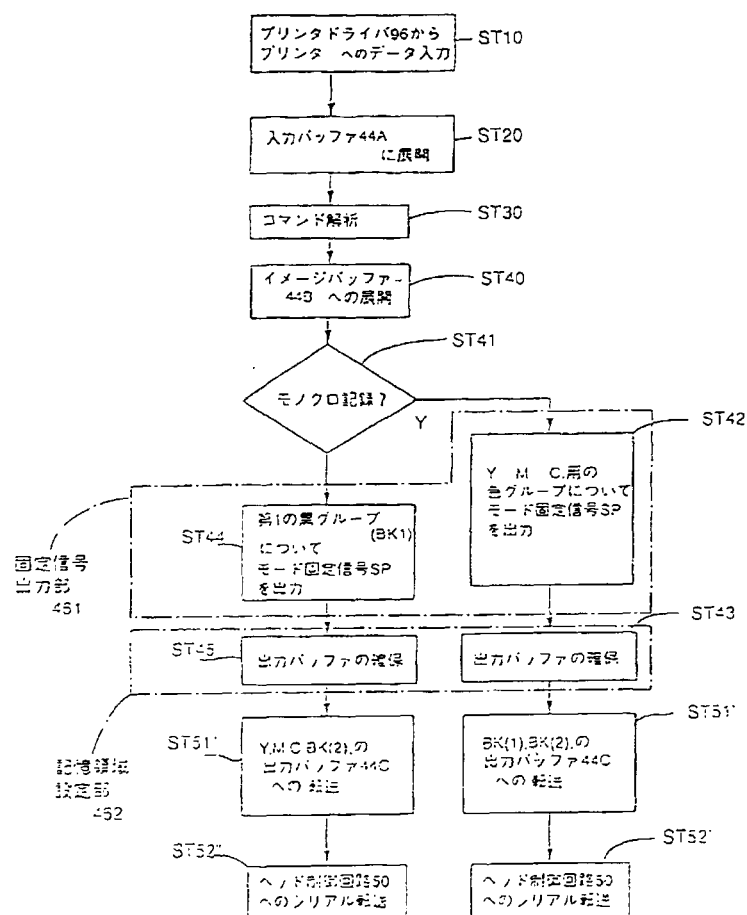 プリンタドライバ96から
プリンタ へのデータ入力
ST10
入力バッファ44A
に展開
ST20
コマンド解析
ST30
イメージバッファ-
44B への展開
ST40
ST41
モノクロ記録?
Y
ST42
Y M C,用の
色グループについて
モード固定信号SP
を出力
ST44
第1の黒グループ
(BK1)
について
モード固定信号SP
を出力
固定信号
出力部
461
ST43
ST45
出力バッファの確保
出力バッファの確保
記憶領域
設定部
462
ST51"
Y,M,C,BK(2),の
出力バッファ44C
への 転送
ST51'
BK(1),BK(2),の
出力バッファ44C
への 転送
ST52"
ヘッド制御回路50
へのシリアル転送
ST52'
ヘッド制御回路50
へのシリアル転送